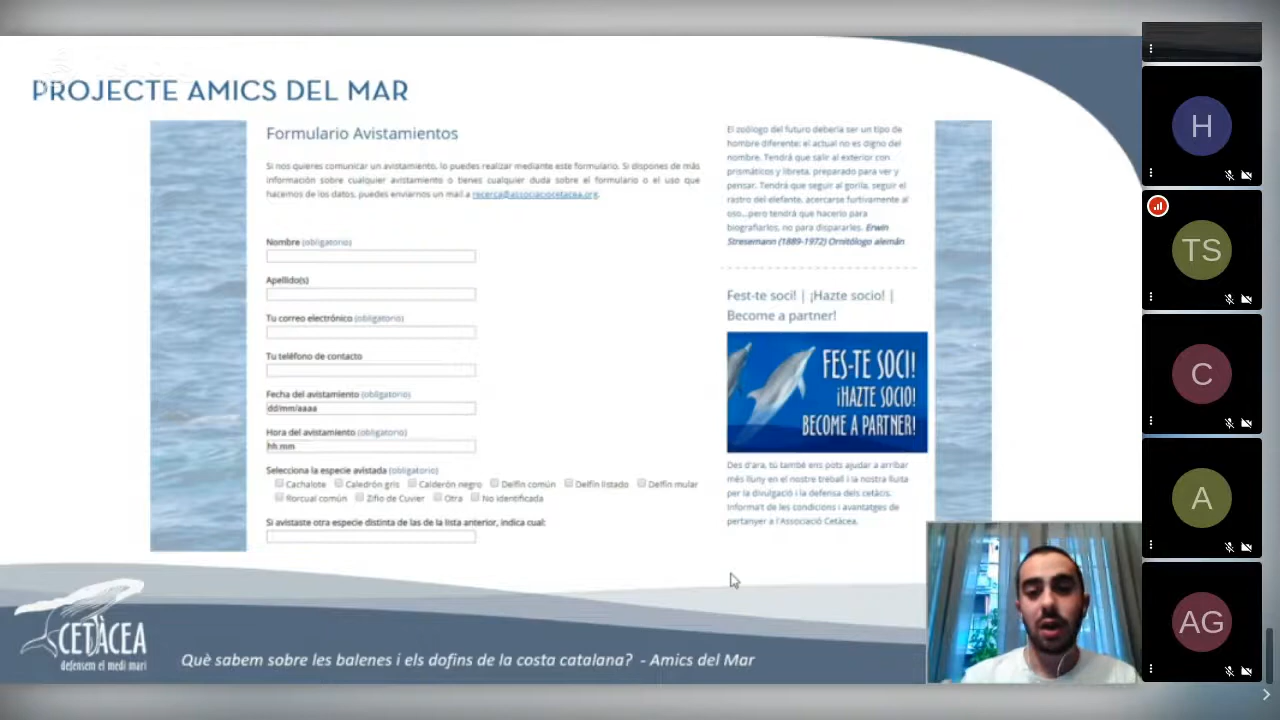 PROJECTE AMICS DEL MAR
Formulario Avistamientos
Si nos quieres comunicar un avistamiento, lo puedes realizar mediante este formulario. Si dispones de más
información sobre cualquier avistamiento o tienes cualquier duda sobre el formulario o el uso que
hacemos de los datos, puedes enviarnos un mail a recerca@associaciocetacea.org.
Nombre (obligatorio)
Apellido(s)
Tu correo electrónico (obligatorio)
Tu teléfono de contacto
Fecha del avistamiento (obligatorio)
dd/mm/aaaa
Hora del avistamiento (obligatorio)
hh:mm
Selecciona la especie avistada (obligatorio)
Cachalote Caledrón gris Calderón negro Delfín común Delfín listado Delfín mular
Rorcual común Zifio de Cuvier Otra No identificada
Si avistaste otra especie distinta de las de la lista anterior, indica cual:
El zoólogo del futuro debería ser un tipo de
hombre diferente: el actual no es digno del
nombre. Tendrá que salir al exterior con
prismáticos y libreta, preparado para ver y
pensar. Tendrá que seguir al gorila, seguir el
rastro del elefante, acercarse furtivamente al
oso...pero tendrá que hacerlo para
biografiarlos, no para dispararles. Erwin
Stresemann (1889-1972) Ornitólogo alemán
Fest-te soci! | ¡Hazte socio! |
Become a partner!
FES-TE SOCI!
¡HAZTE SOCIO!
BECOME A PARTNER!
Des d'ara, tú també ens pots ajudar a arribar
més lluny en el nostre treball i la nostra lluita
per la divulgació i la defensa dels cetàcis.
Informa't de les condicions i avantatges de
pertanyer a l'Associació Cetàcea.
CETÀCEA
defensem el medi marí
Què sabem sobre les balenes i els dofins de la costa catalana? - Amics del Mar
H
TS
C
A
AG